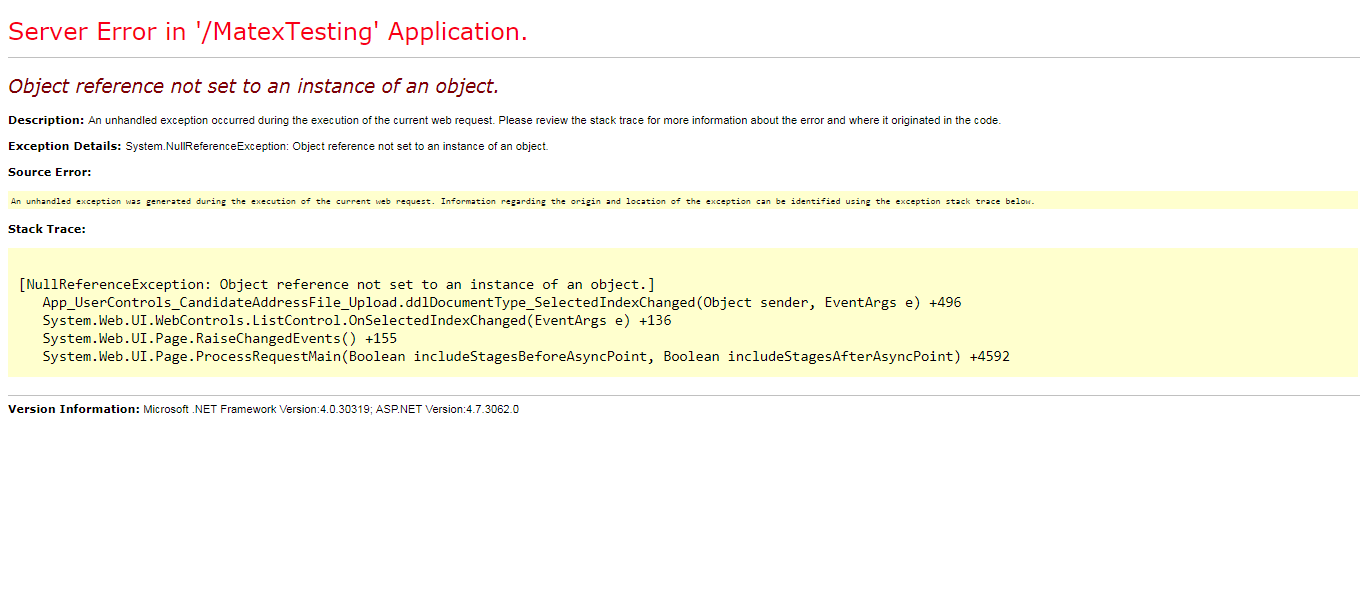 Server Error in '/MatexTesting' Application.
Object reference not set to an instance of an object.
Description: An unhandled exception occurred during the execution of the current web request. Please review the stack trace for more information about the error and where it originated in the code.
Exception Details: System.NullReferenceException: Object reference not set to an instance of an object.
Source Error:
An unhandled exception was generated during the execution of the current web request. Information regarding the origin and location of the exception can be identified using the exception stack trace below.
Stack Trace:
[NullReferenceException: Object reference not set to an instance of an object.]
App_UserControls_CandidateAddressFile_Upload.ddlDocumentType_SelectedIndexChanged(Object sender, EventArgs e) +496
System.Web.UI.WebControls.ListControl.OnSelectedIndexChanged(EventArgs e) +136
System.Web.UI.Page.RaiseChangedEvents() +155
System.Web.UI.Page.ProcessRequestMain(Boolean includeStagesBeforeAsyncPoint, Boolean includeStagesAfterAsyncPoint) +4592
Version Information: Microsoft .NET Framework Version:4.0.30319; ASP.NET Version:4.7.3062.0